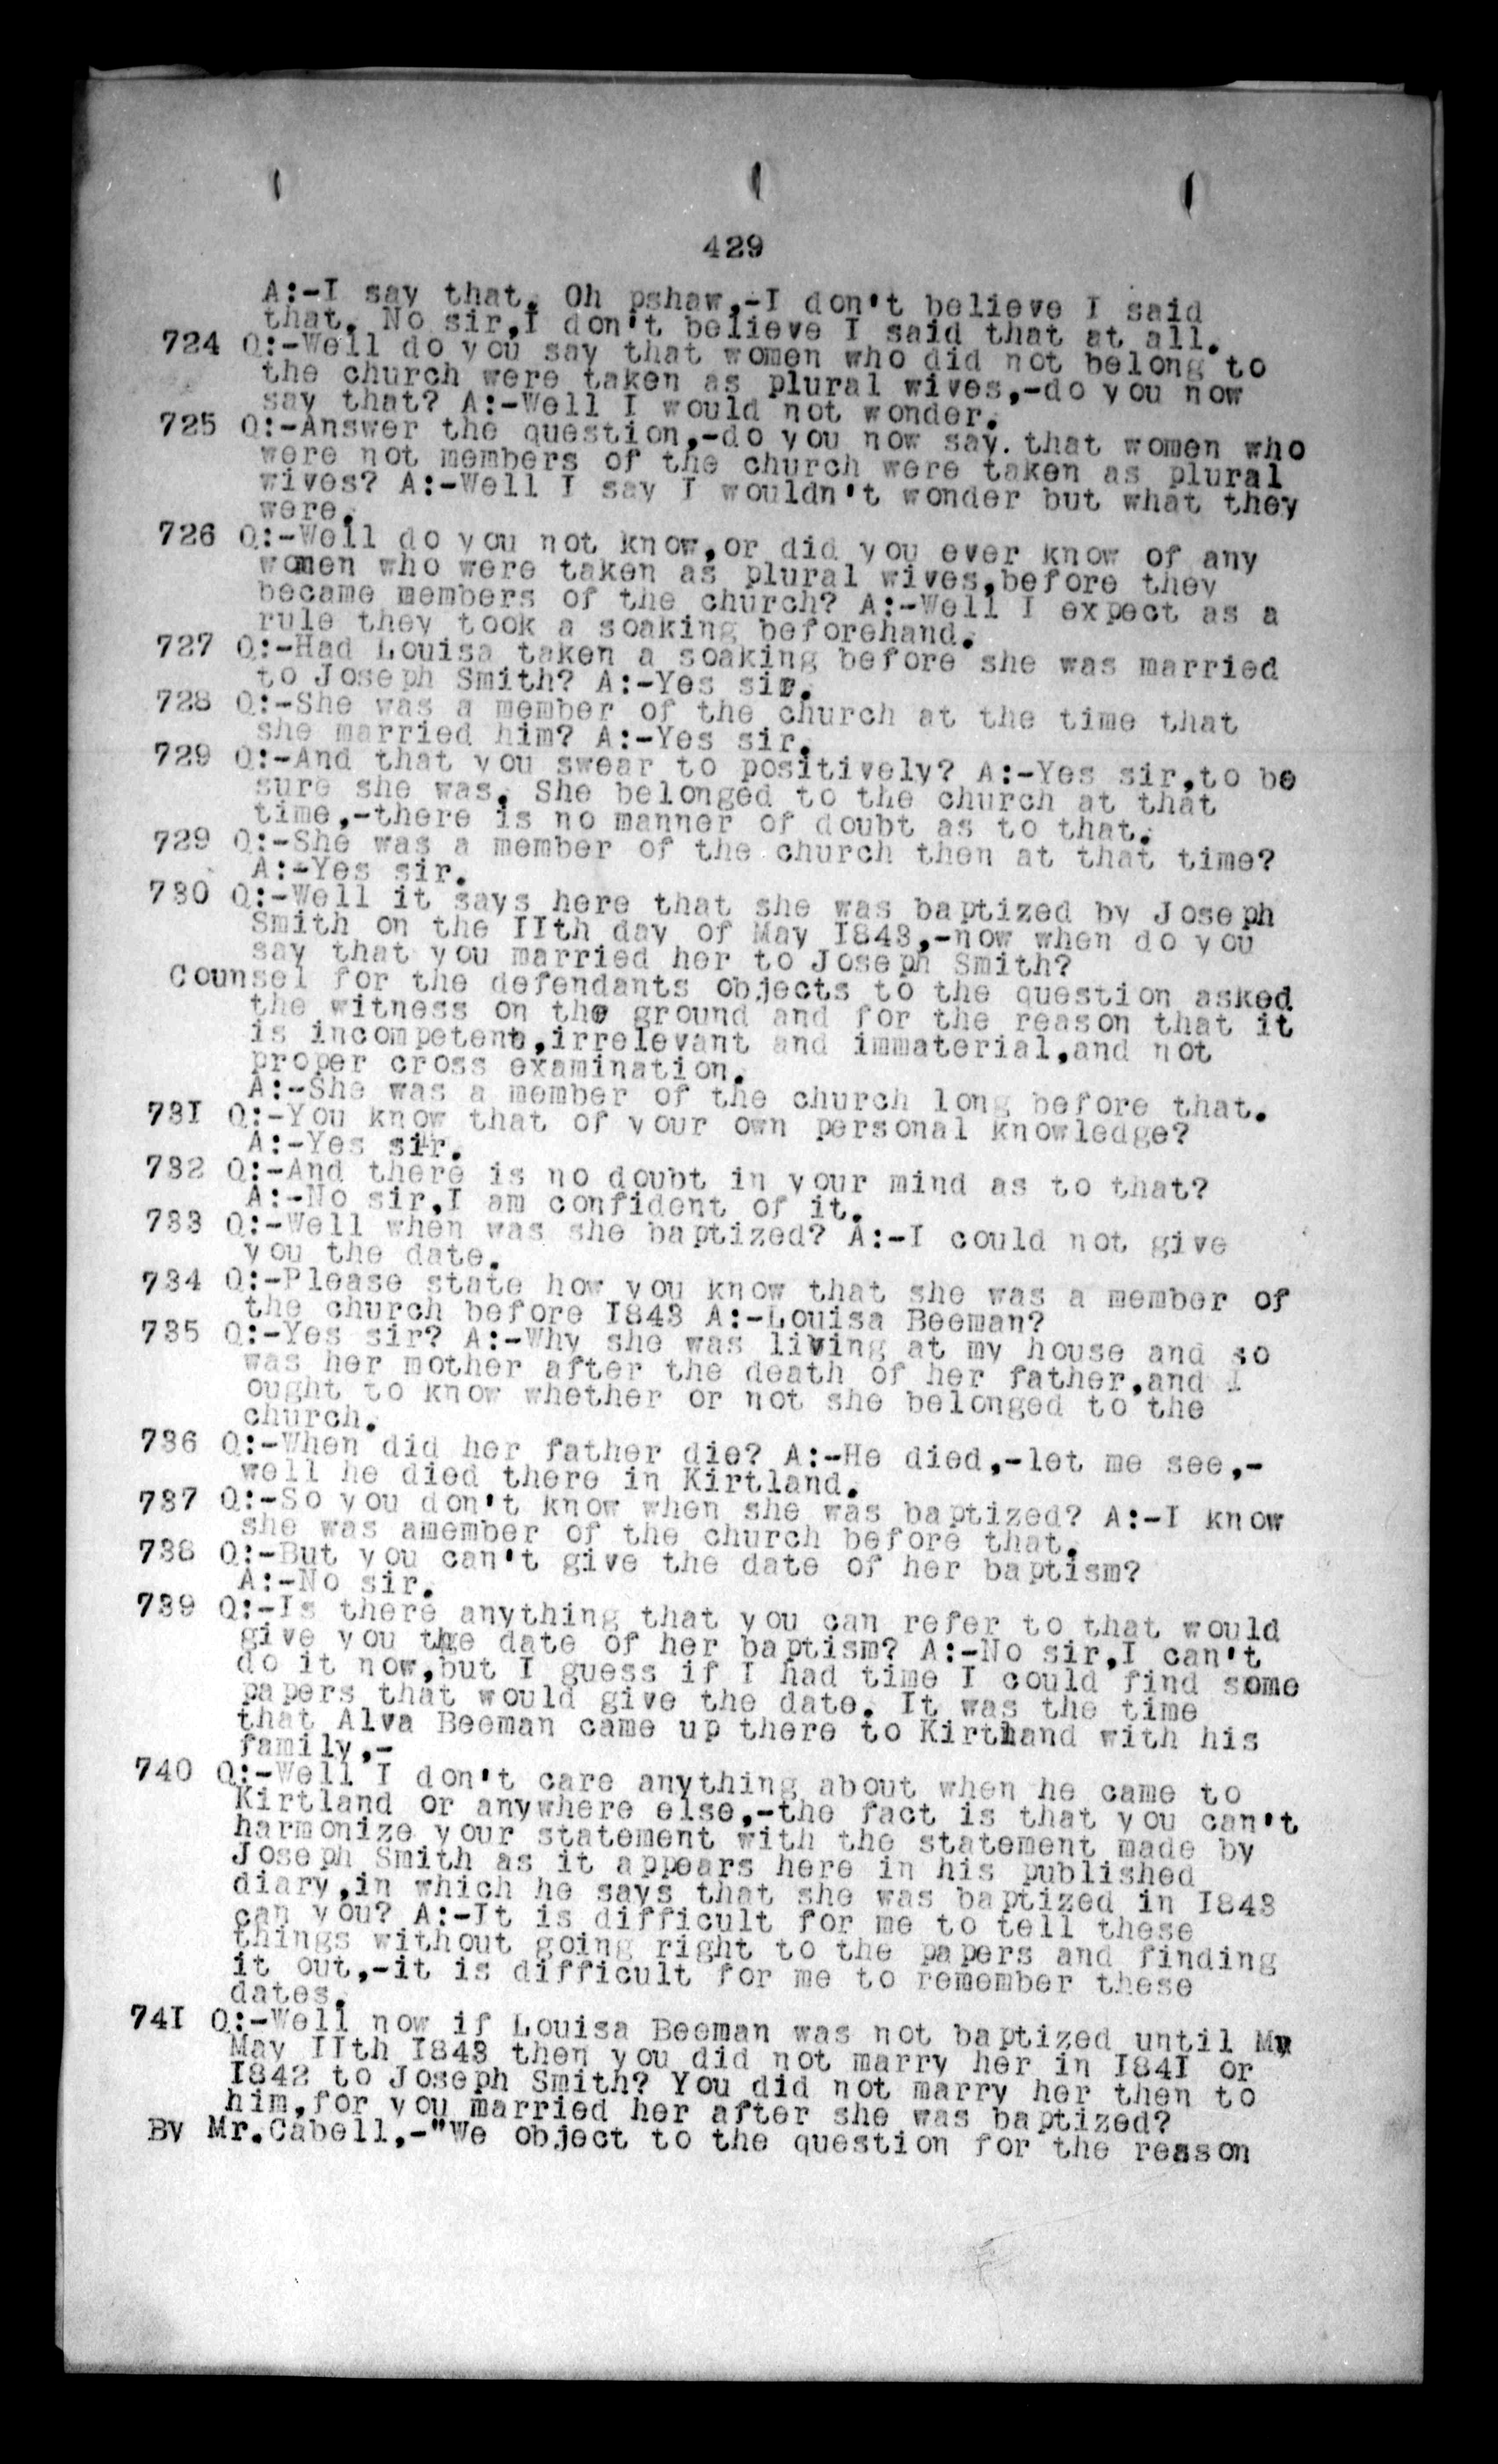 429
A:-I say that. Oh pshaw,-I don't believe I said
that. No sir,I don't believe I said that at all.
724 Q:-Well do you say that women who did not belong to
the church were taken as plural wives,-do you now
say that? A:-Well I would not wonder.
725 Q:-Answer the question,-do you now say. that women who
were not members of the church were taken as plural
wives? A:-Well I say I wouldn't wonder but what they
were.
726 Q:-Well do you not know,or did you ever know of any
women who were taken as plural wives,before they
became members of the church? A:-Well I expect as a
rule they took a soaking beforehand.
727 Q:-Had Louisa taken a soaking before she was married
to Joseph Smith? A:-Yes sir.
728 Q:-She was a member of the church at the time that
she married him? A:-Yes sir.
729 Q:-And that you swear to positively? A:-Yes sir,to be
sure she was. She belonged to the church at that
time,-there is no manner of doubt as to that.
729 Q:-She was a member of the church then at that time?
A:-Yes sir.
730 Q:-Well it says here that she was baptized by Joseph
Smith on the IIth day of May I843,-now when do you
say that you married her to Joseph Smith?
Counsel for the defendants objects to the question asked
the witness on the ground and for the reason that it
is incompetent,irrelevant and immaterial,and not
proper cross examination.
A:-She was a member of the church long before that.
73I Q:-You know that of your own personal knowledge?
A:-Yes sir.
732 Q:-And there is no doubt in your mind as to that?
A:-No sir,I am confident of it.
733 Q:-Well when was she baptized? A:-I could not give
you the date.
734 Q:-Please state how you know that she was a member of
the church before I843 A:-Louisa Beeman?
735 Q:-Yes sir? A:-Why she was living at my house and so
was her mother after the death of her father,and I
ought to know whether or not she belonged to the
church.
736 Q:-When did her father die? A:-He died,-let me see,-
well he died there in Kirtland.
737 Q:-So you don't know when she was baptized? A:-I know
she was amember of the church before that.
738 Q:-But you can't give the date of her baptism?
A:-No sir.
739 Q:-Is there anything that you can refer to that would
give you the date of her baptism? A:-No sir,I can't
do it now,but I guess if I had time I could find some
papers that would give the date. It was the time
that Alva Beeman came up there to Kirtland with his
family,-
740 Q:-Well I don't care anything about when he came to
Kirtland or anywhere else,-the fact is that you can't
harmonize your statement with the statement made by
Joseph Smith as it appears here in his published
diary,in which he says that she was baptized in I843
can you? A:-It is difficult for me to tell these
things without going right to the papers and finding
it out,-it is difficult for me to remember these
dates.
74I Q:-Well now if Louisa Beeman was not baptized until My
May IIth I843 then you did not marry her in I84I or
I842 to Joseph Smith? You did not marry her then to
him,for you married her after she was baptized?
By Mr.Cabell,-"We object to the question for the reason